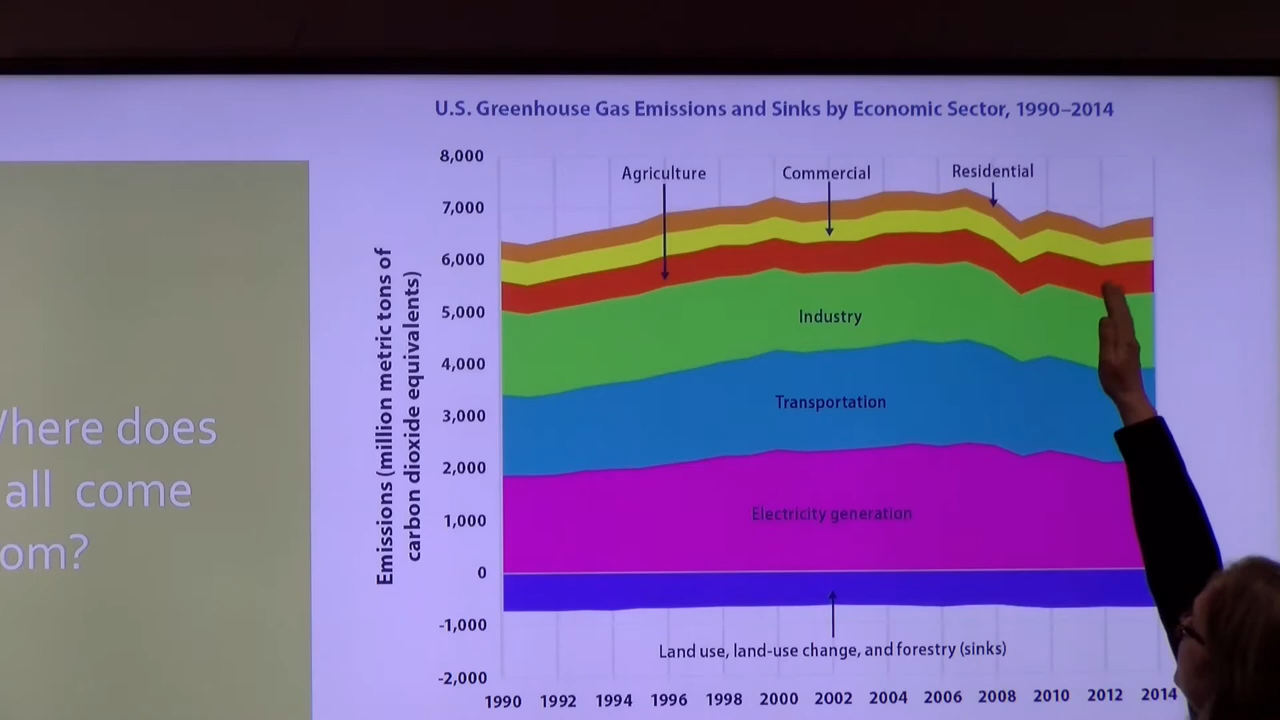 U.S. Greenhouse Gas Emissions and Sinks by Economic Sector, 1990–2014
here does
all come
om?
Emissions (million metric tons of
carbon dioxide equivalents)
8,000
7,000
6,000
5,000
4,000
3,000
2,000
1,000
0
-1,000
-2,000
Agriculture
Commercial
Residential
Industry
Transportation
Electricity generation
Land use, land-use change, and forestry (sinks)
1990 1992 1994 1996 1998 2000 2002 2004 2006 2008 2010 2012 2014